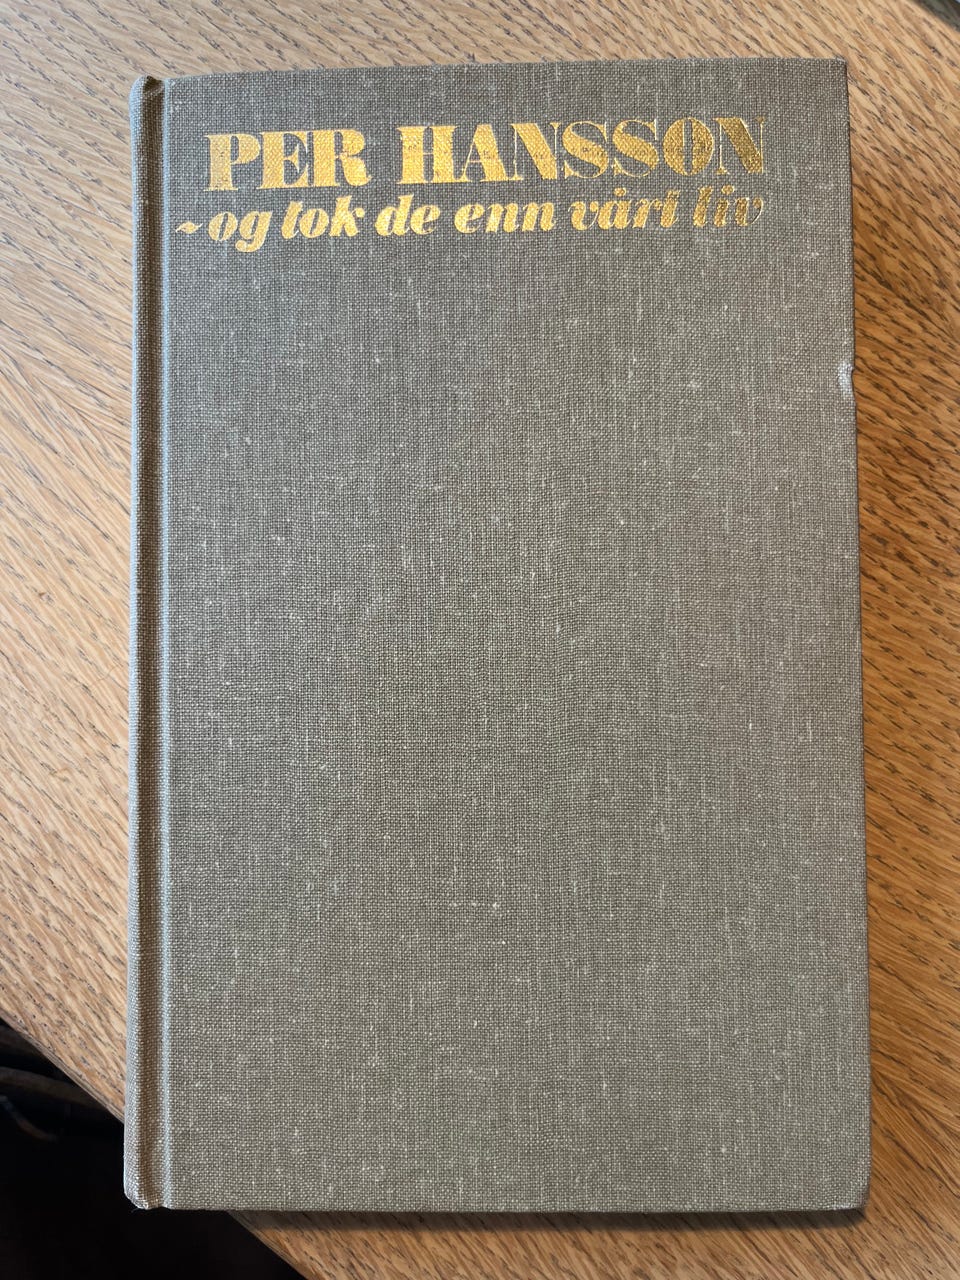 PER HANSSON
- og tok de enn vårt liv